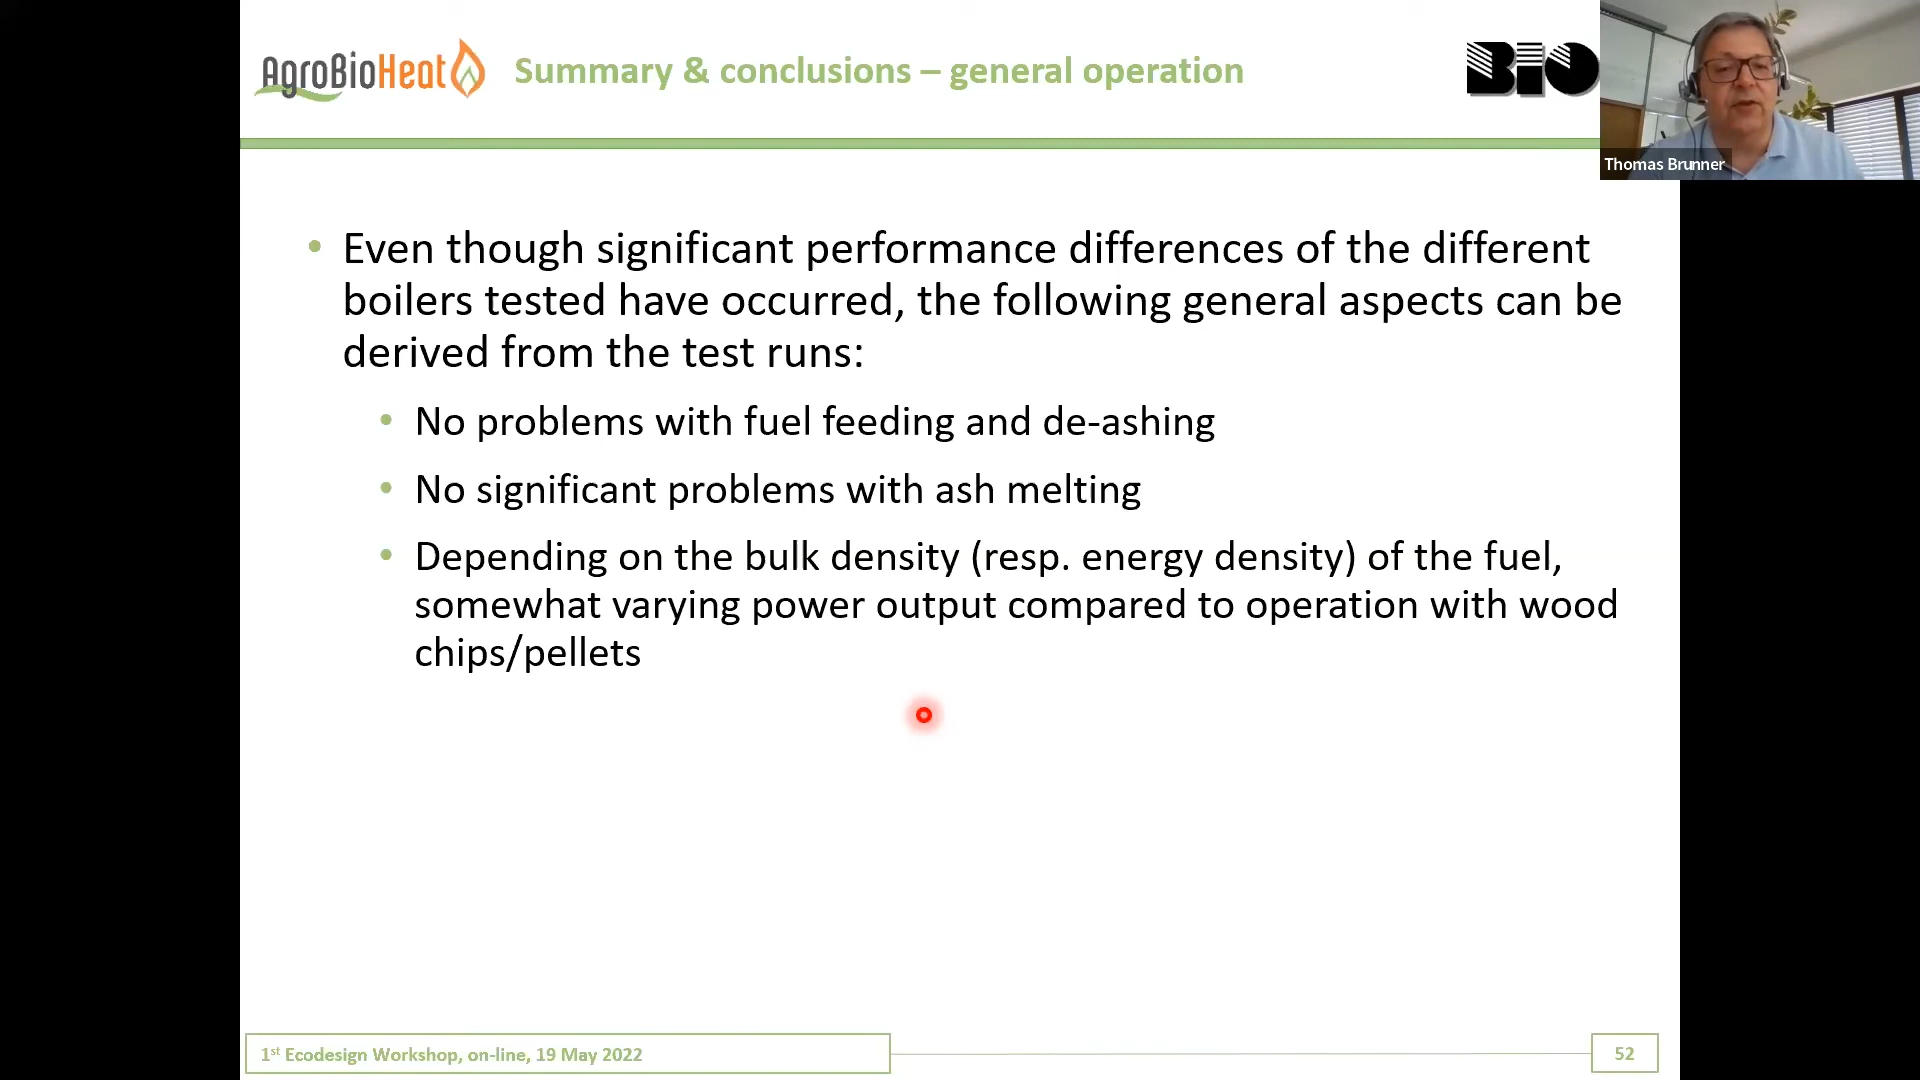 AgroBioHeat
Summary & conclusions – general operation
BIO
Thomas Brunner
• Even though significant performance differences of the different
boilers tested have occurred, the following general aspects can be
derived from the test runs:
• No problems with fuel feeding and de-ashing
• No significant problems with ash melting
• Depending on the bulk density (resp. energy density) of the fuel,
somewhat varying power output compared to operation with wood
chips/pellets
1st Ecodesign Workshop, on-line, 19 May 2022
52